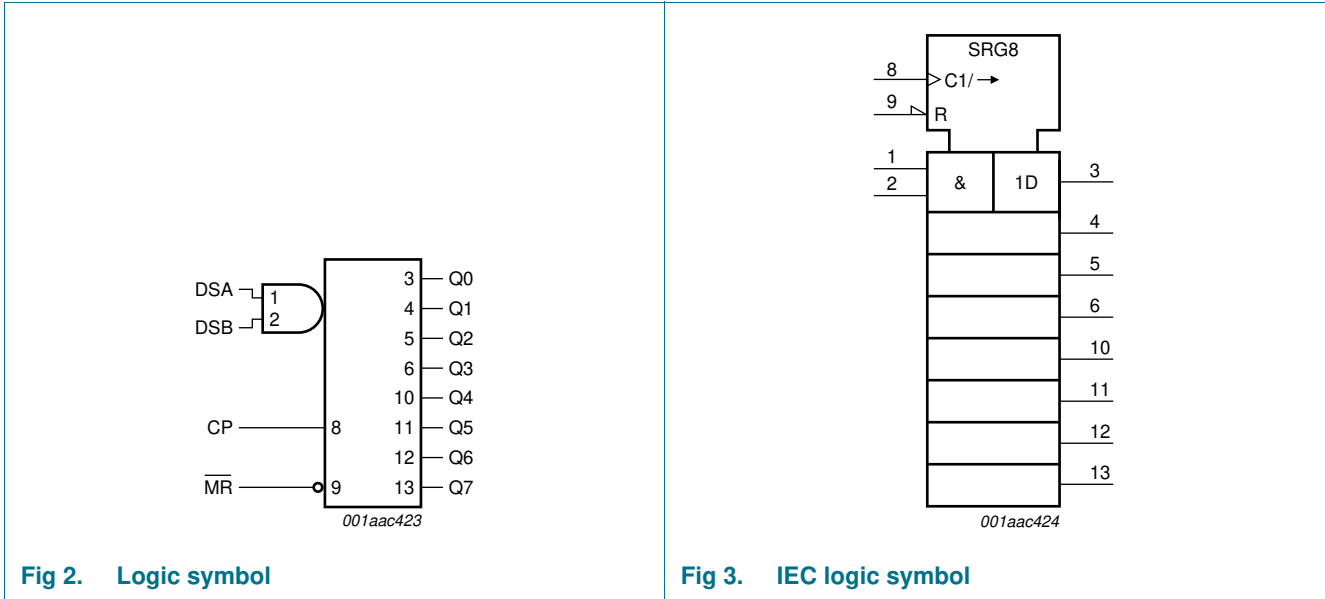 DSA
DSB
1
2
CP
8
M̅R̅
9
3 Q0
4 Q1
5 Q2
6 Q3
10 Q4
11 Q5
12 Q6
13 Q7
001aac423
Fig 2. Logic symbol
SRG8
8
C1/→
9
R
1
2
&
1D
3
4
5
6
10
11
12
13
001aac424
Fig 3. IEC logic symbol